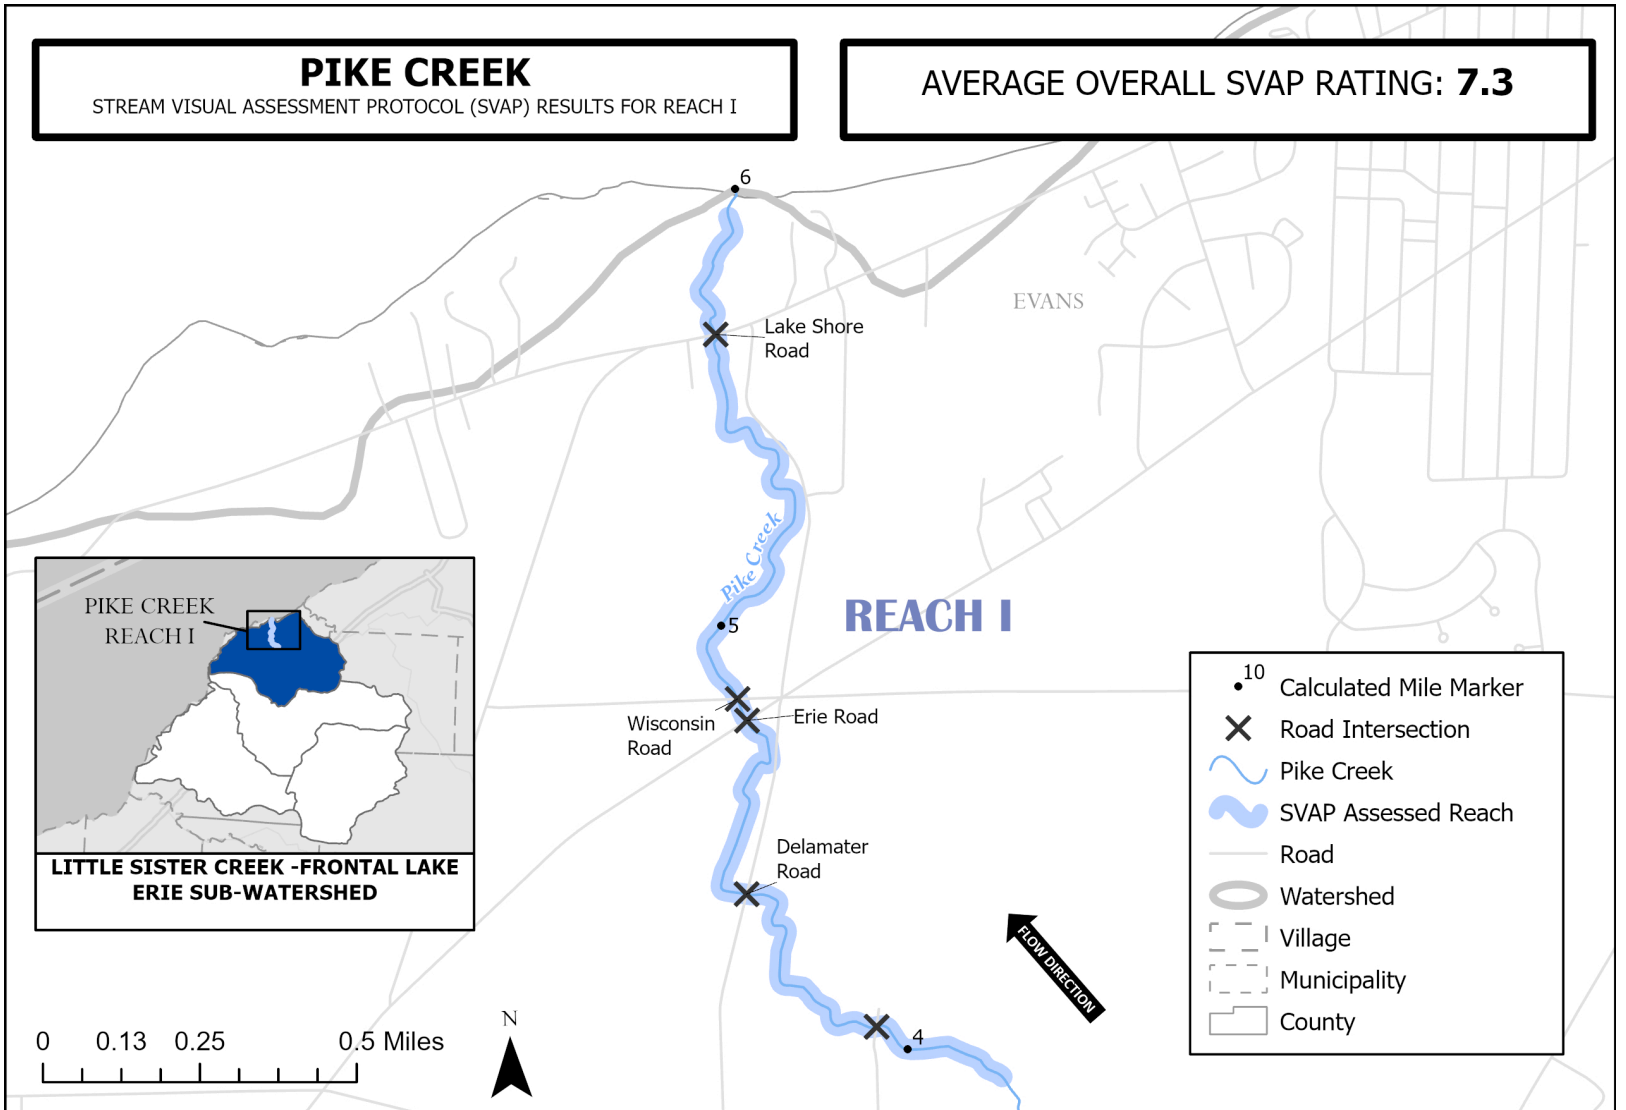 PIKE CREEK
STREAM VISUAL ASSESSMENT PROTOCOL (SVAP) RESULTS FOR REACH I
AVERAGE OVERALL SVAP RATING: 7.3
6
Lake Shore
Road
EVANS
Pike Creek
5
REACH I
Wisconsin
Road
Erie Road
Delamater
Road
4
FLOW DIRECTION
PIKE CREEK
REACH I
LITTLE SISTER CREEK -FRONTAL LAKE
ERIE SUB-WATERSHED
0 0.13 0.25 0.5 Miles
N
10
Calculated Mile Marker
Road Intersection
Pike Creek
SVAP Assessed Reach
Road
Watershed
Village
Municipality
County